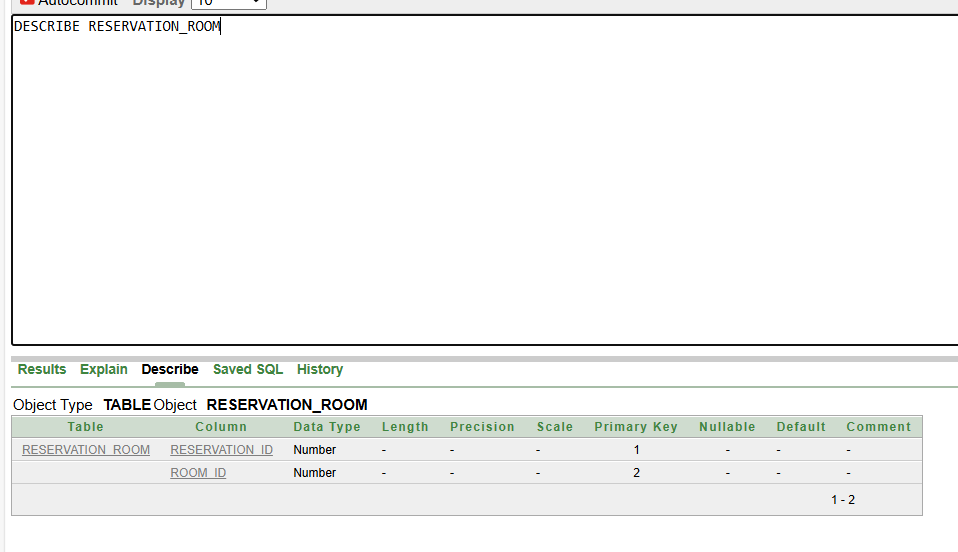 Autocommit Display 10
DESCRIBE RESERVATION_ROOM
Results Explain Describe Saved SQL History
Object Type TABLE Object RESERVATION_ROOM
Table Column Data Type Length Precision Scale Primary Key Nullable Default Comment
RESERVATION_ROOM RESERVATION_ID Number - - - 1 - - -
ROOM_ID Number - - - 2 - - -
1 - 2